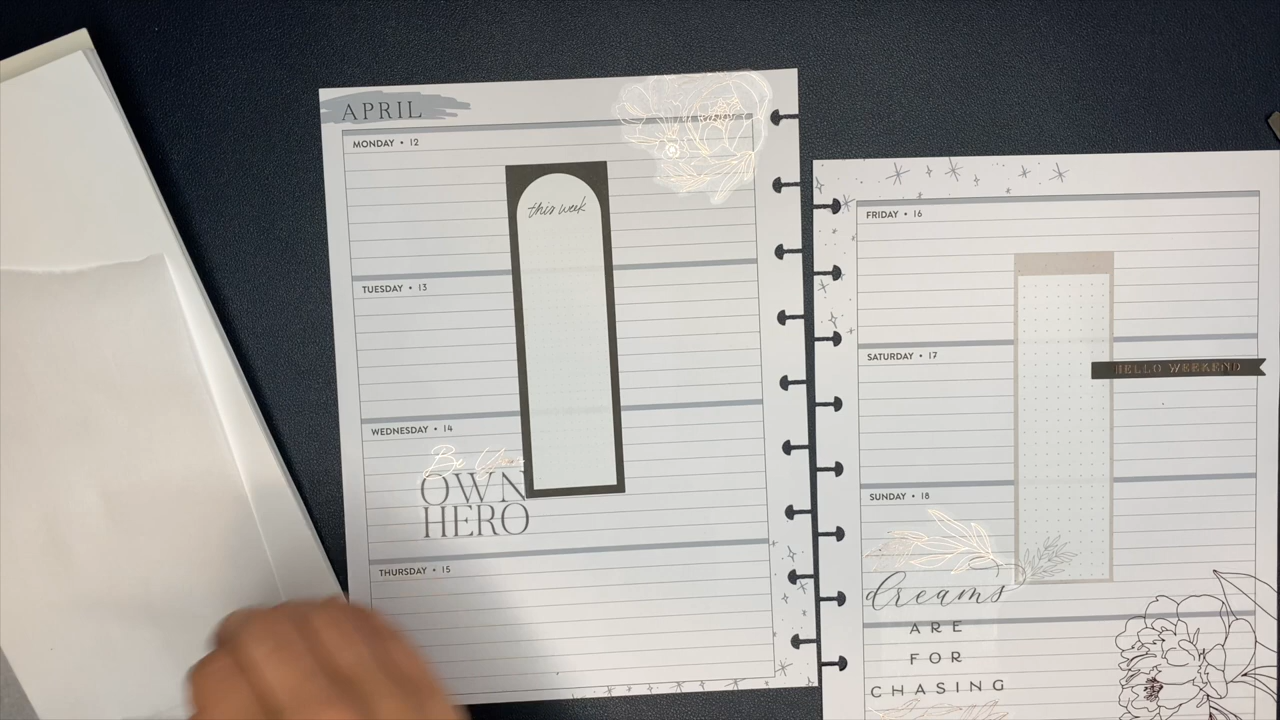 APRIL
MONDAY • 12
this week
TUESDAY • 13
WEDNESDAY • 14
Be Your
OWN
HERO
THURSDAY • 15
FRIDAY • 16
SATURDAY • 17
HELLO WEEKEND
SUNDAY • 18
dreams
ARE
FOR
CHASING